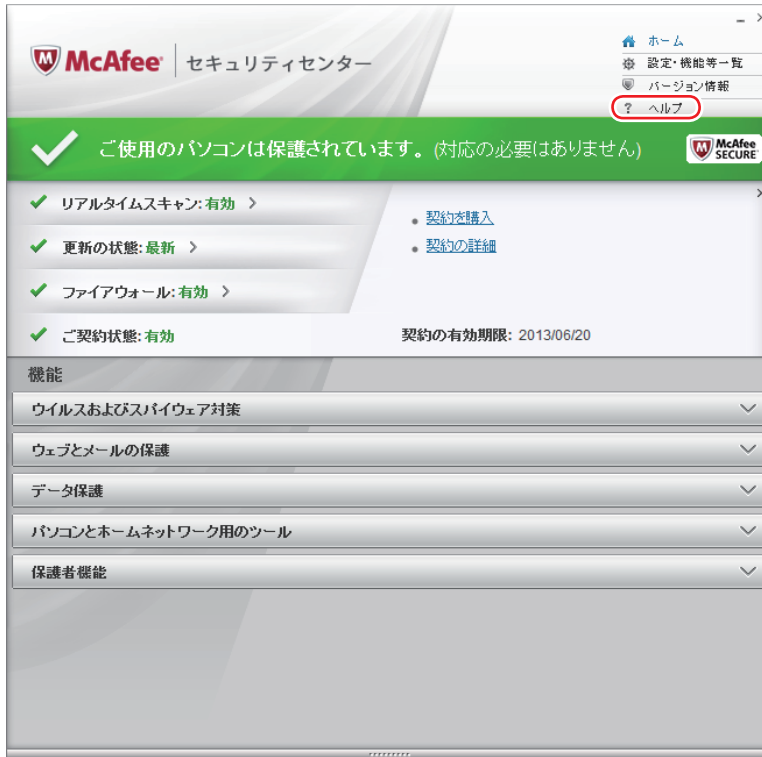 McAfee セキュリティセンター
ホーム
設定・機能等一覧
バージョン情報
? ヘルプ
ご使用のパソコンは保護されています。(対応の必要はありません)
McAfee
SECURE
リアルタイムスキャン:有効
更新の状態:最新
ファイアウォール:有効
ご契約状態:有効
契約を購入
契約の詳細
契約の有効期限: 2013/06/20
機能
ウイルスおよびスパイウェア対策
ウェブとメールの保護
データ保護
パソコンとホームネットワーク用のツール
保護者機能